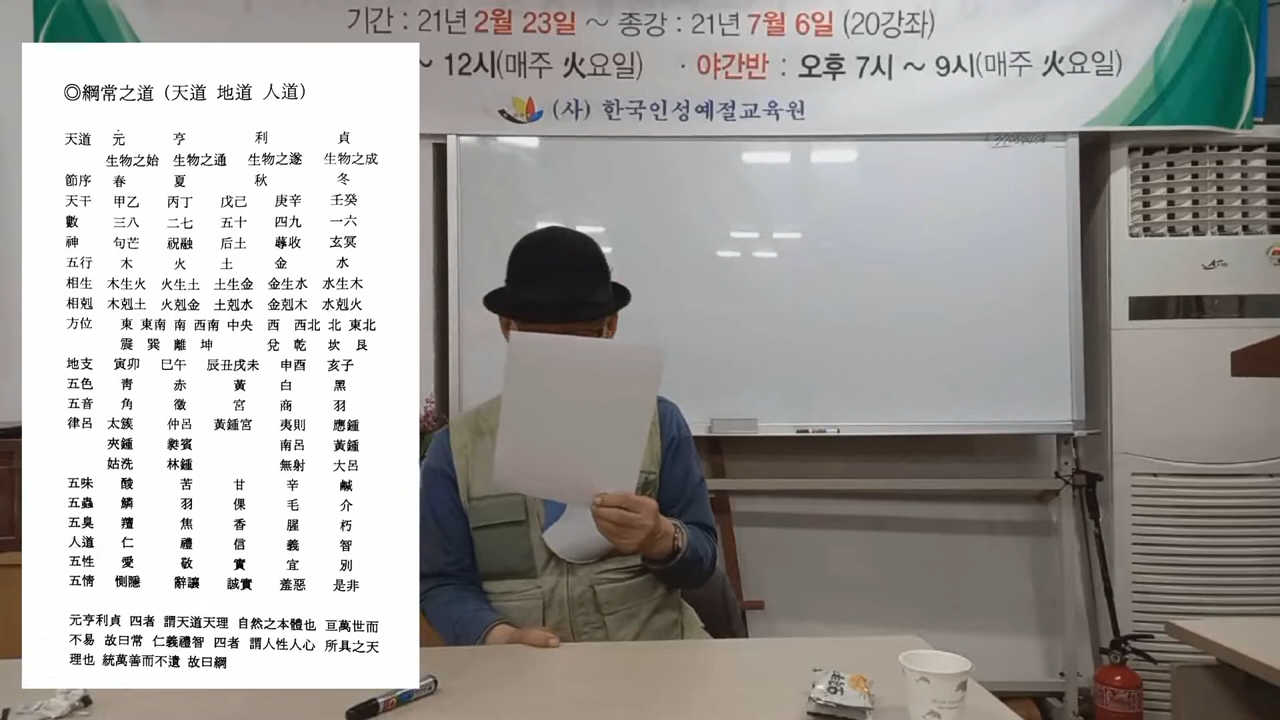 기간 : 21년 2월 23일 ~ 종강 : 21년 7월 6일 (20강좌)
~ 12시(매주 火요일) · 야간반 : 오후 7시 ~ 9시(매주 火요일)
(사) 한국인성예절교육원
◎綱常之道 (天道 地道 人道)
天道 元 亨 利 貞
生物之始 生物之通 生物之遂 生物之成
節序 春 夏 秋 冬
天干 甲乙 丙丁 戊己 庚辛 壬癸
數 三八 二七 五十 四九 一六
神 句芒 祝融 后土 蓐收 玄冥
五行 木 火 土 金 水
相生 木生火 火生土 土生金 金生水 水生木
相剋 木剋土 火剋金 土剋水 金剋木 水剋火
方位 東 東南 南 西南 中央 西 西北 北 東北
震 巽 離 坤 兌 乾 坎 艮
地支 寅卯 巳午 辰丑戌未 申酉 亥子
五色 靑 赤 黃 白 黑
五音 角 徵 宮 商 羽
律呂 太簇 仲呂 黃鍾宮 夷則 應鍾
夾鍾 蕤賓 南呂 黃鍾
姑洗 林鍾 無射 大呂
五味 酸 苦 甘 辛 鹹
五蟲 鱗 羽 倮 毛 介
五臭 羶 焦 香 腥 朽
人道 仁 禮 信 義 智
五性 愛 敬 實 宜 別
五情 惻隱 辭讓 誠實 羞惡 是非
元亨利貞 四者 謂天道天理 自然之本體也 亘萬世而
不易 故曰常 仁義禮智 四者 謂人性人心 所具之天
理也 統萬善而不遺 故曰綱